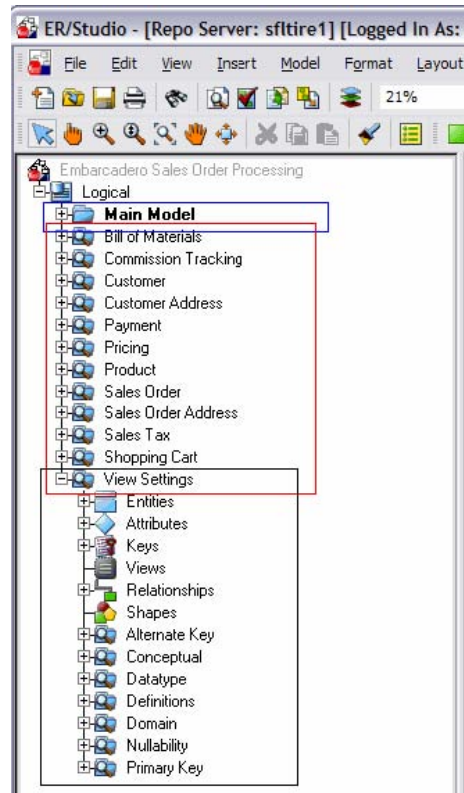 ER/Studio - [Repo Server: sfltire1] [Logged In As:
File Edit View Insert Model Format Layout
21%
Embarcadero Sales Order Processing
Logical
Main Model
Bill of Materials
Commission Tracking
Customer
Customer Address
Payment
Pricing
Product
Sales Order
Sales Order Address
Sales Tax
Shopping Cart
View Settings
Entities
Attributes
Keys
Views
Relationships
Shapes
Alternate Key
Conceptual
Datatype
Definitions
Domain
Nullability
Primary Key